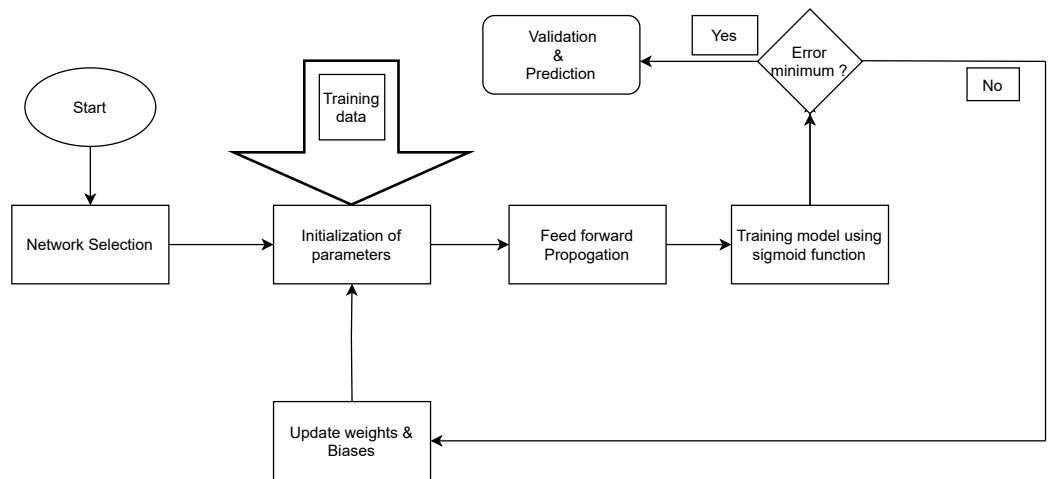 Start
Network Selection
Training
data
Initialization of
parameters
Feed forward
Propogation
Training model using
sigmoid function
Error
minimum ?
Yes
Validation
&
Prediction
No
Update weights &
Biases